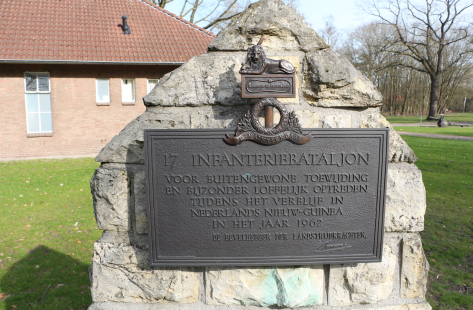 17 INFANTERIEBATALJON
VOOR BUITENGEWONE TOEWIJDING
EN BIJZONDER LOFFELIJK OPTREDEN
TIJDENS HET VERBLIJF IN
NEDERLANDS NIEUW-GUINEA
IN HET JAAR 1962
DE BEVELHEBBER DER LANDSTRIJDKRACHTEN